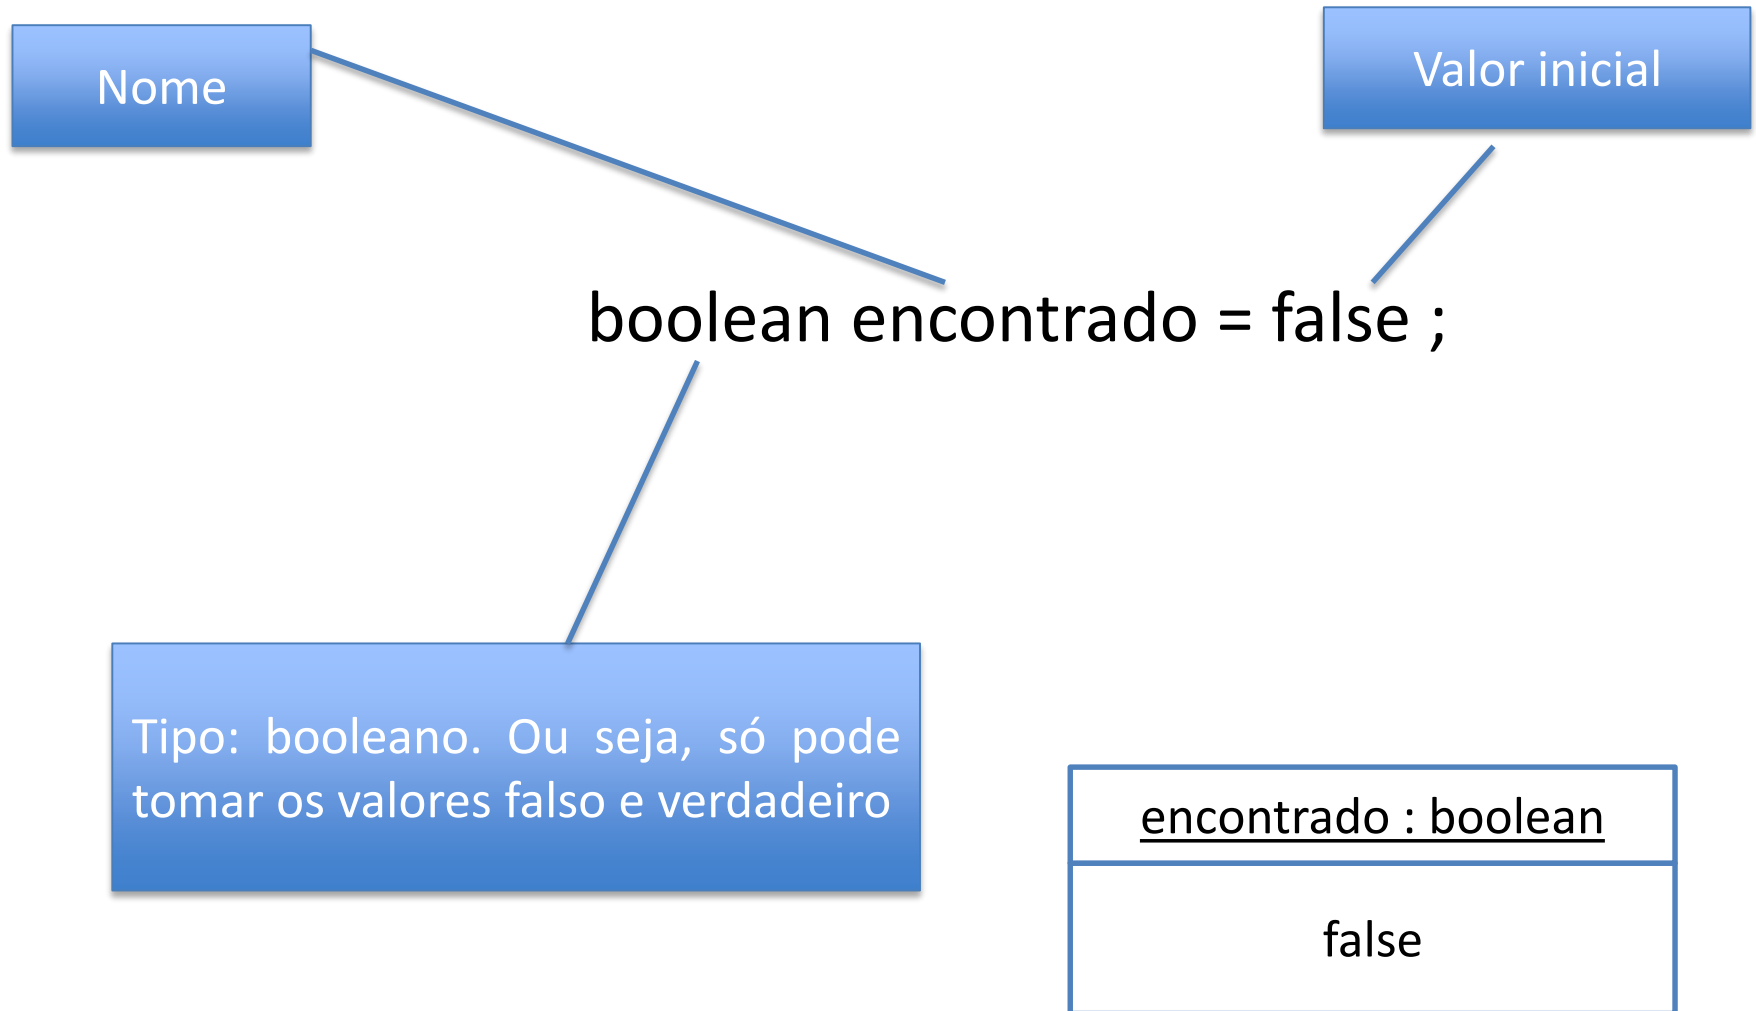 Nome
Valor inicial
boolean encontrado = false ;
Tipo: booleano. Ou seja, só pode
tomar os valores falso e verdadeiro
encontrado : boolean
false